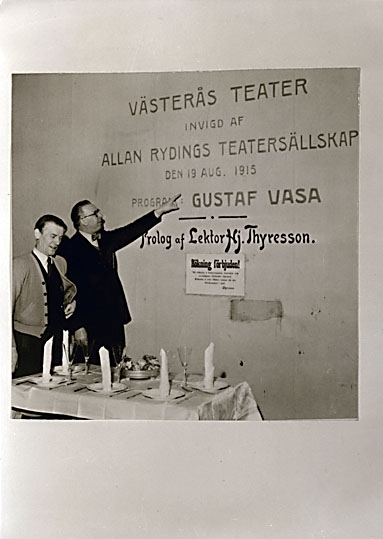 VÄSTERÅS TEATER
INVIGD AF
ALLAN RYDINGS TEATERSÄLLSKAP
DEN 19 AUG. 1915
PROGRAM: GUSTAF VASA
Prolog af Lektor Hj. Thyresson.
Rökning förbjuden!